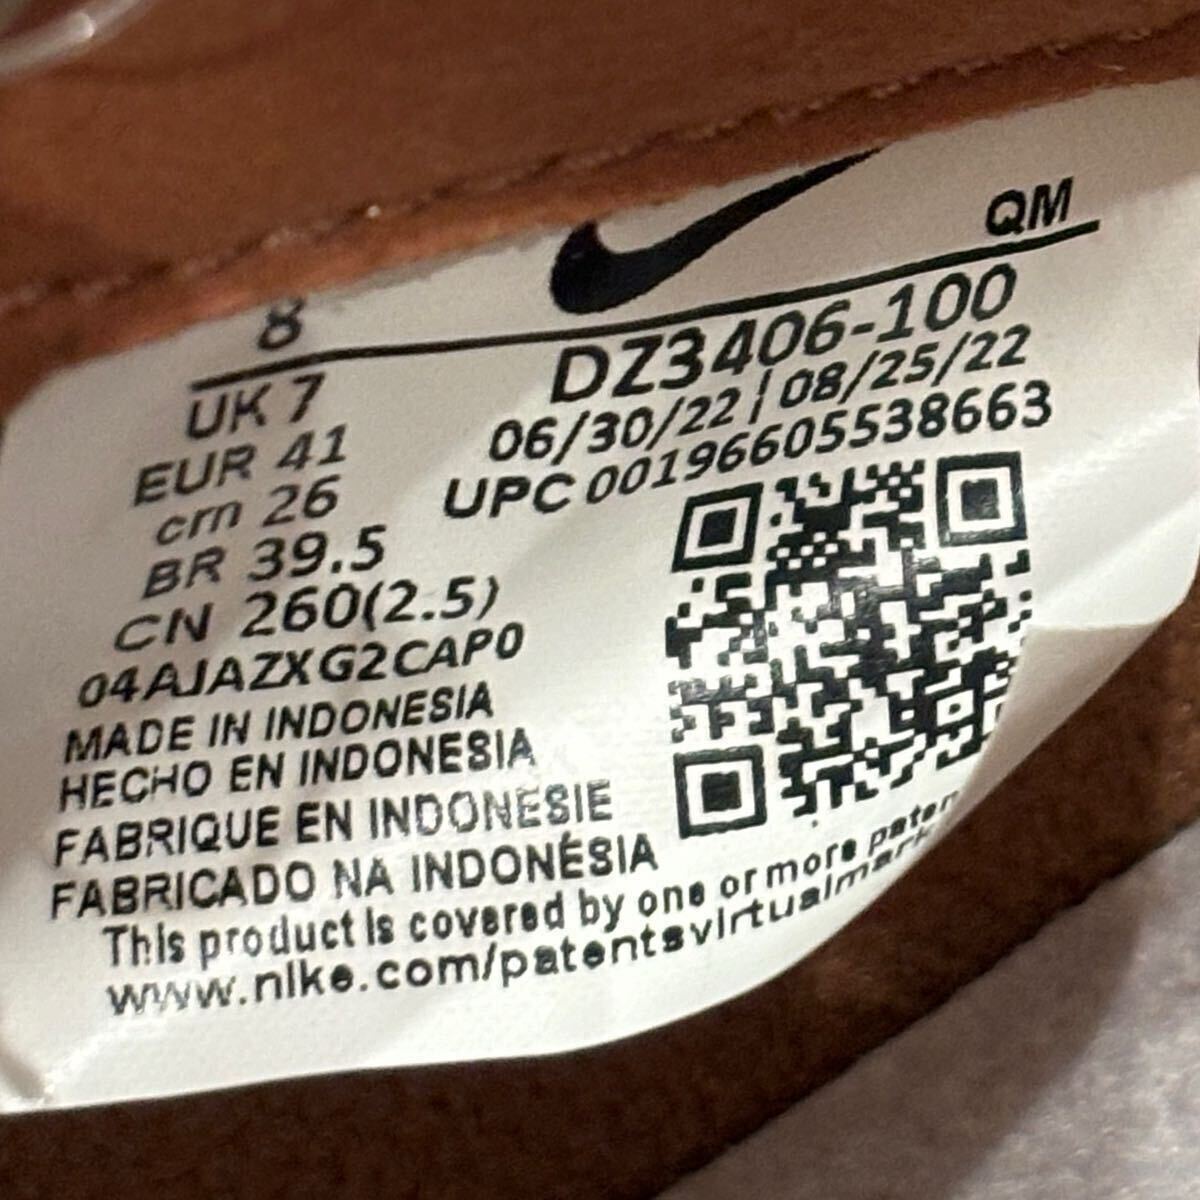 QM
8
UK 7
EUR 41
cm 26
BR 39.5
CN 260(2.5)
04AJAZXG2CAP0
DZ3406-100
06/30/22 | 08/25/22
UPC 00196605538663
MADE IN INDONESIA
HECHO EN INDONESIA
FABRIQUE EN INDONESIE
FABRICADO NA INDONÉSIA
This product is covered by one or more
www.nike.com/patentsvirtualmark